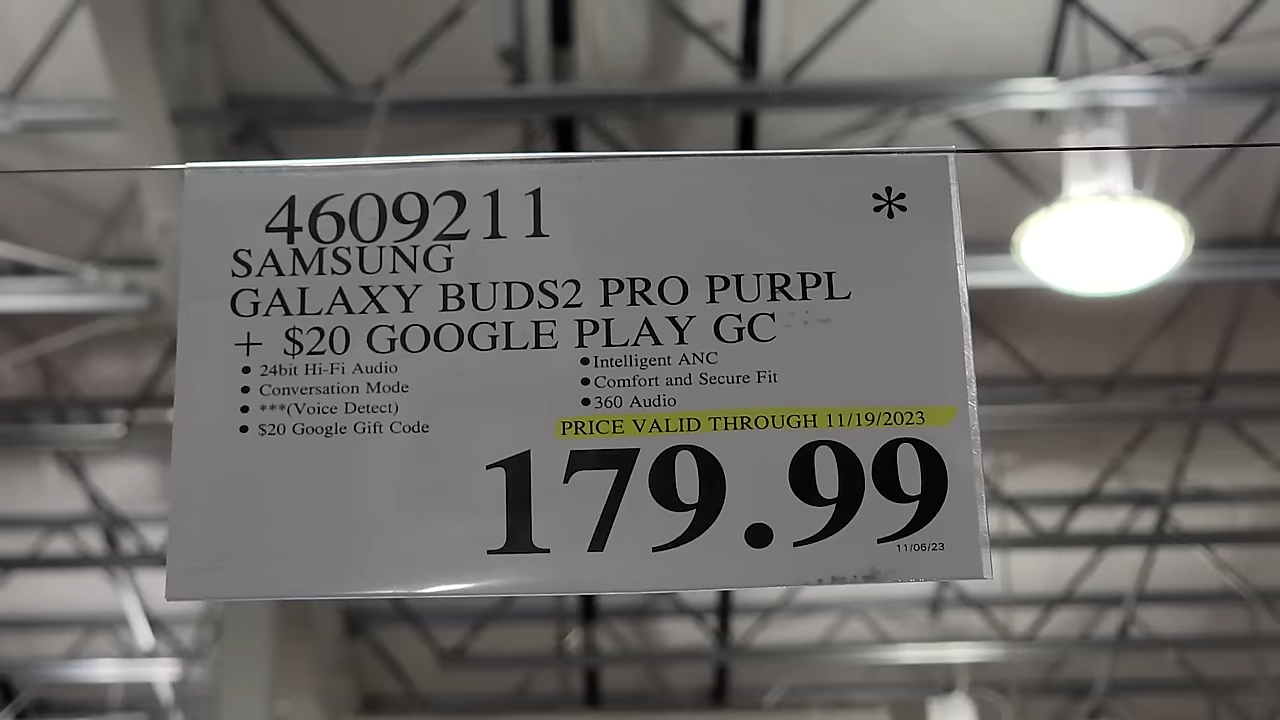 4609211 *
SAMSUNG
GALAXY BUDS2 PRO PURPL
+ $20 GOOGLE PLAY GC
● 24bit Hi-Fi Audio
● Conversation Mode
● ***(Voice Detect)
● $20 Google Gift Code
● Intelligent ANC
● Comfort and Secure Fit
● 360 Audio
PRICE VALID THROUGH 11/19/2023
179.99
11/06/23